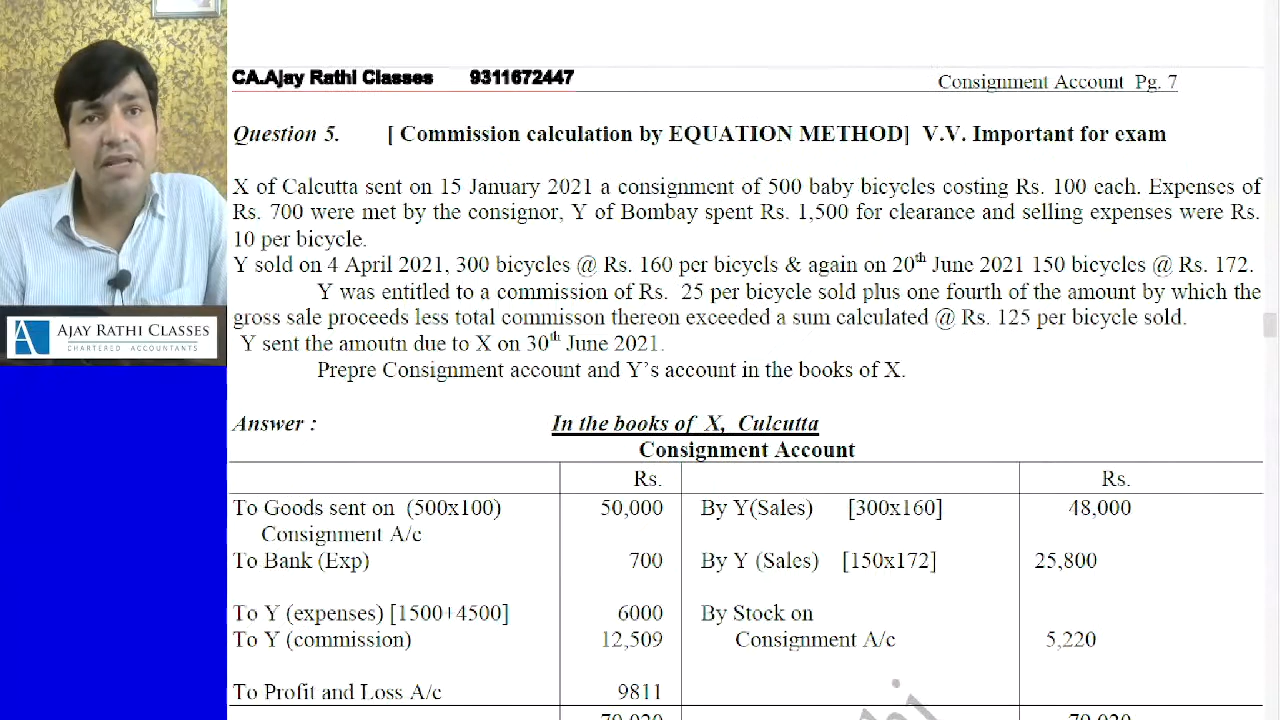 CA.Ajay Rathi Classes 9311672447
Consignment Account Pg. 7
Question 5. [ Commission calculation by EQUATION METHOD] V.V. Important for exam
X of Calcutta sent on 15 January 2021 a consignment of 500 baby bicycles costing Rs. 100 each. Expenses of
Rs. 700 were met by the consignor, Y of Bombay spent Rs. 1,500 for clearance and selling expenses were Rs.
10 per bicycle.
Y sold on 4 April 2021, 300 bicycles @ Rs. 160 per bicycls & again on 20th June 2021 150 bicycles @ Rs. 172.
Y was entitled to a commission of Rs. 25 per bicycle sold plus one fourth of the amount by which the
gross sale proceeds less total commisson thereon exceeded a sum calculated @ Rs. 125 per bicycle sold.
Y sent the amoutn due to X on 30th June 2021.
Prepre Consignment account and Y's account in the books of X.
AJAY RATHI CLASSES
CHARTERED ACCOUNTANTS
Answer : In the books of X, Culcutta
Consignment Account
Rs. Rs.
To Goods sent on (500x100) 50,000 By Y(Sales) [300x160] 48,000
Consignment A/c
To Bank (Exp) 700 By Y (Sales) [150x172] 25,800
To Y (expenses) [1500+4500] 6000 By Stock on
To Y (commission) 12,509 Consignment A/c 5,220
To Profit and Loss A/c 9811
79,020 79,020